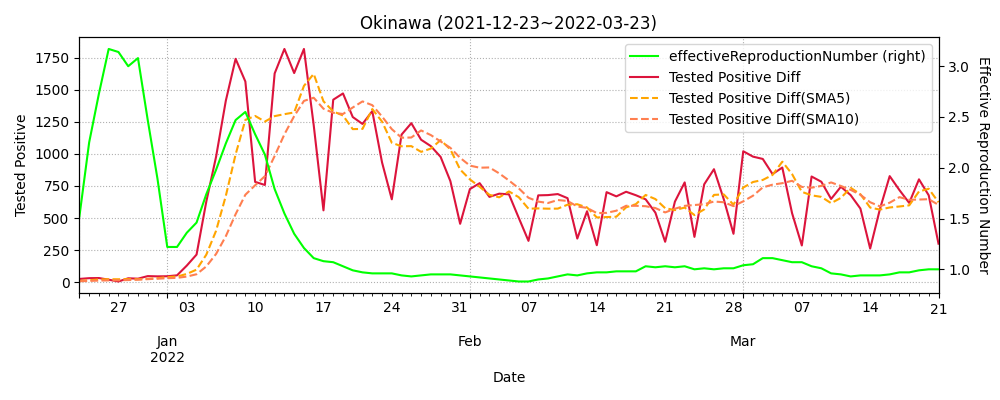 Okinawa (2021-12-23~2022-03-23)
effectiveReproductionNumber (right)
Tested Positive Diff
Tested Positive Diff(SMA5)
Tested Positive Diff(SMA10)
Tested Positive
1750
1500
1250
1000
750
500
250
0
3.0
2.5
2.0
1.5
1.0
Effective Reproduction Number
27 03 10 17 24 31 07 14 21 28 07 14 21
Jan Feb Mar
2022
Date